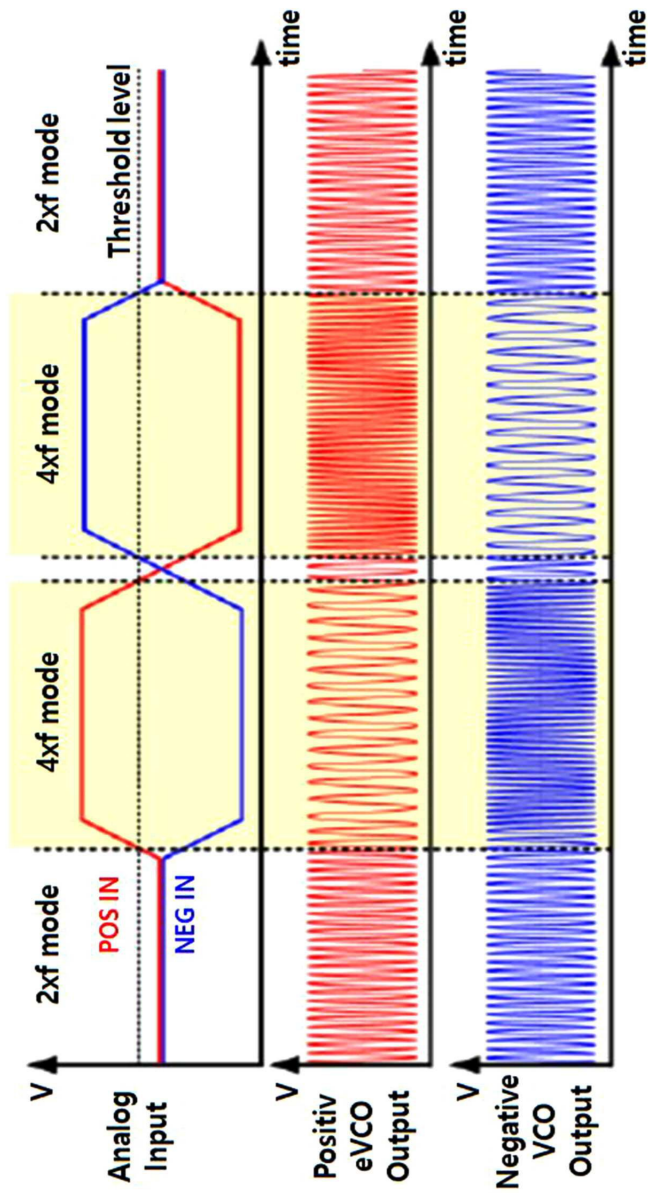 2xf mode
4xf mode
4xf mode
2xf mode
V
Analog
Input
POS IN
NEG IN
Threshold level
time
V
Positiv
eVCO
Output
time
V
Negative
VCO
Output
time